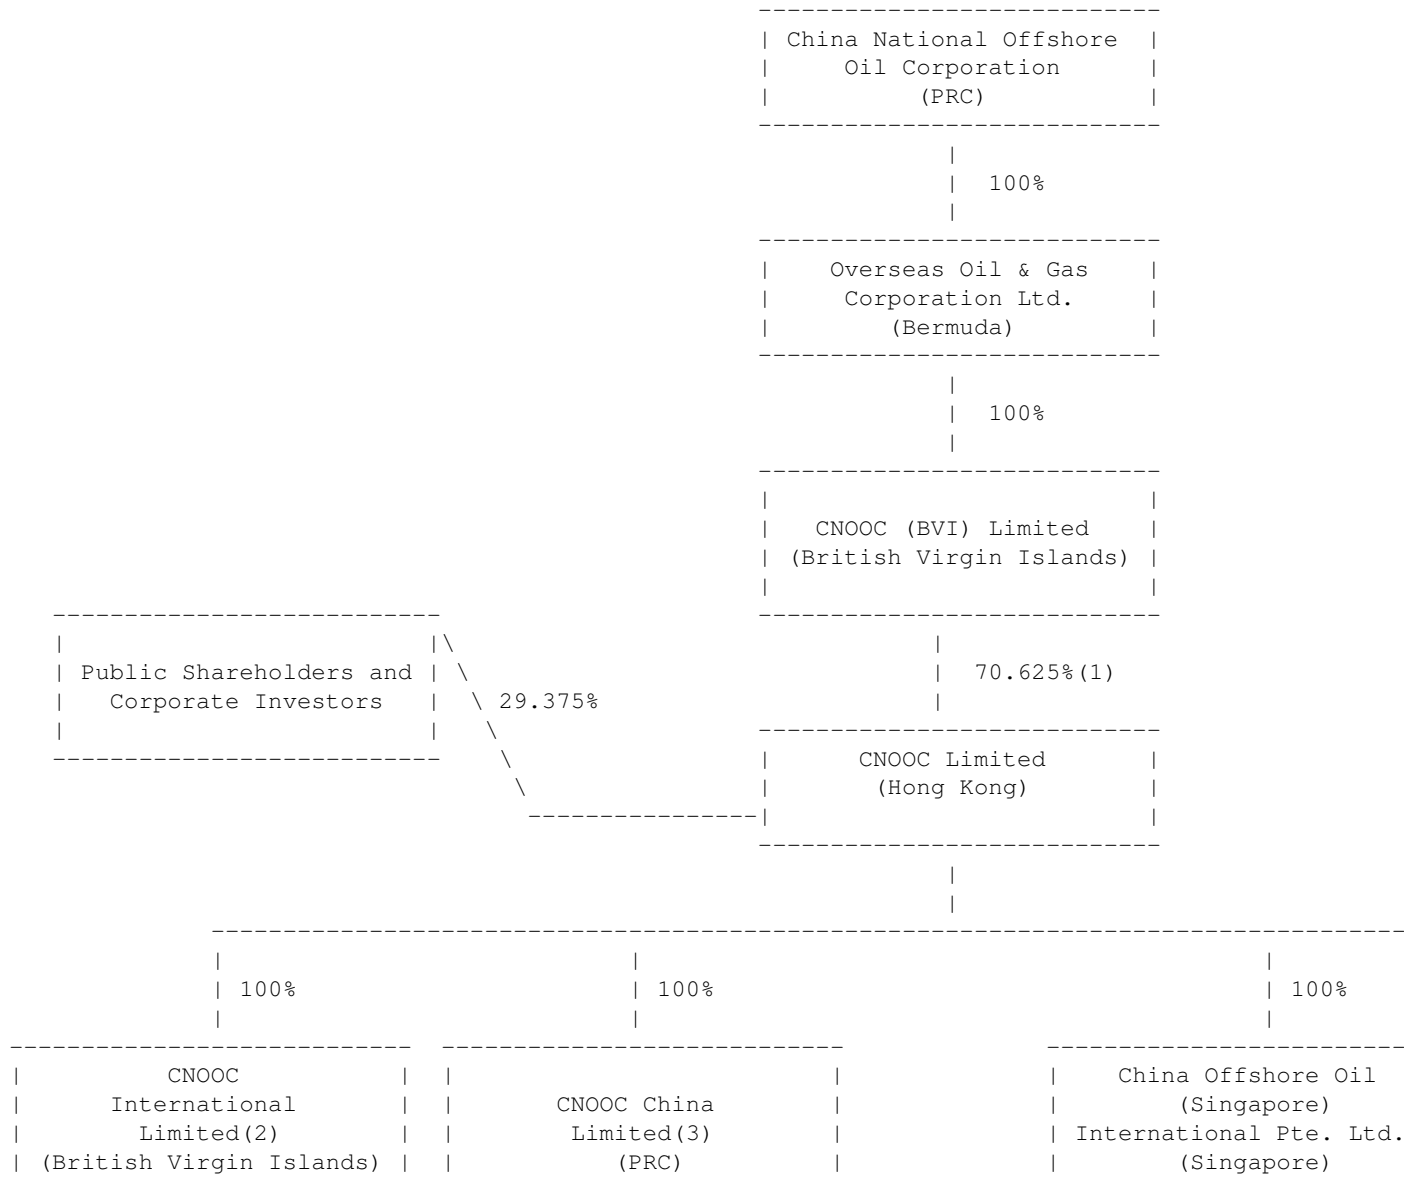 China National Offshore
Oil Corporation
(PRC)
100%
Overseas Oil & Gas
Corporation Ltd.
(Bermuda)
100%
CNOOC (BVI) Limited
(British Virgin Islands)
Public Shareholders and
Corporate Investors
29.375%
70.625%(1)
CNOOC Limited
(Hong Kong)
100%
100%
100%
CNOOC
International
Limited(2)
(British Virgin Islands)
CNOOC China
Limited(3)
(PRC)
China Offshore Oil
(Singapore)
International Pte. Ltd.
(Singapore)